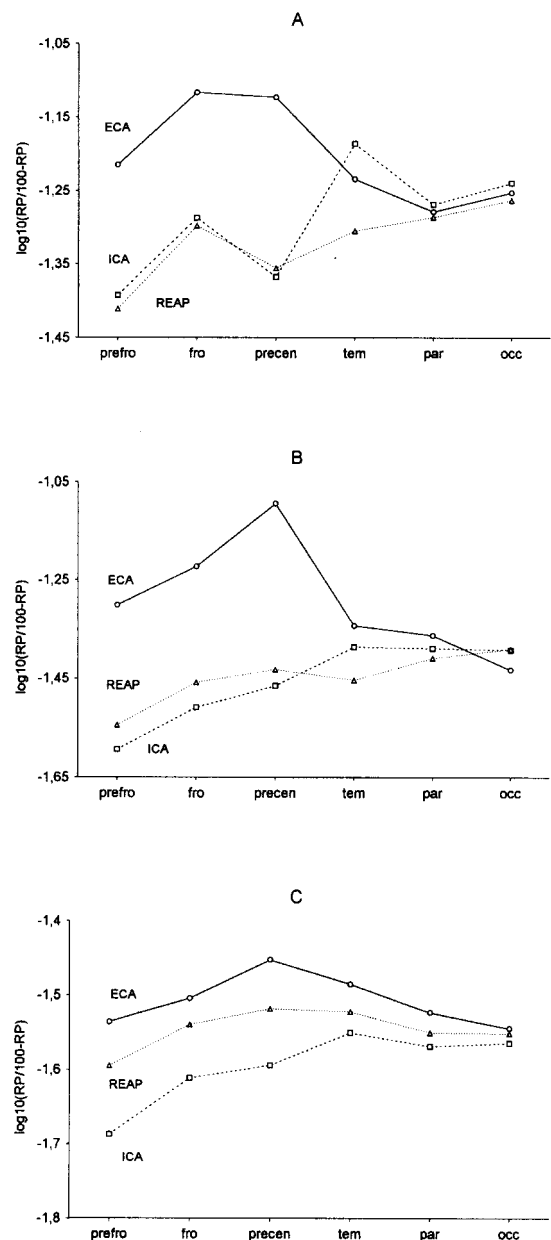 A
-1,05
-1,15
-1,25
-1,35
-1,45
log10(RP/100-RP)
ECA
ICA
REAP
prefro fro precen tem par occ
B
-1,05
-1,25
-1,45
-1,65
log10(RP/100-RP)
ECA
REAP
ICA
prefro fro precen tem par occ
C
-1,4
-1,5
-1,6
-1,7
-1,8
log10(RP/100-RP)
ECA
REAP
ICA
prefro fro precen tem par occ